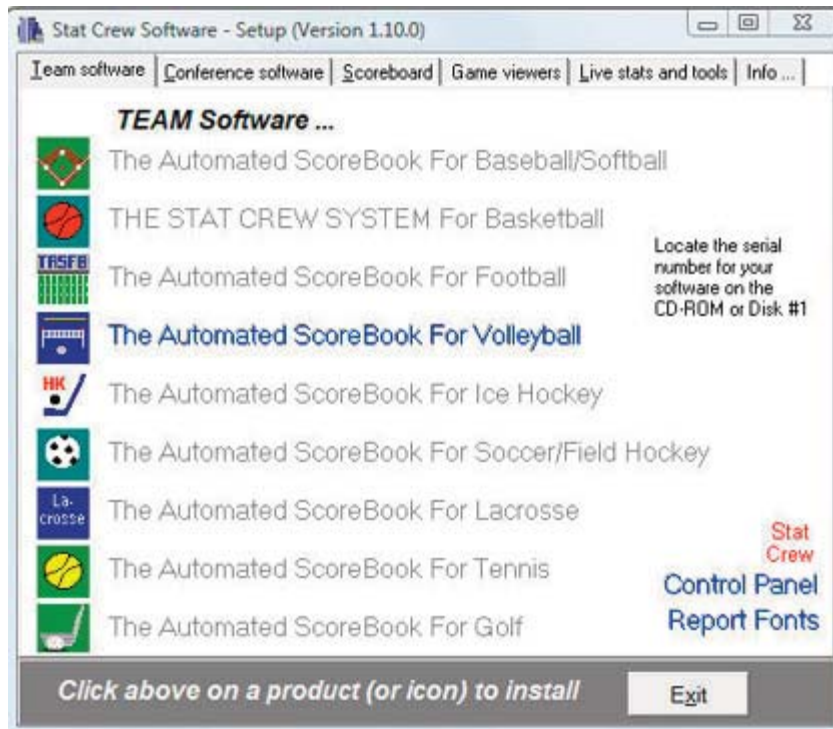 Stat Crew Software - Setup (Version 1.10.0)
Team software Conference software Scoreboard Game viewers Live stats and tools Info ...
TEAM Software ...
The Automated ScoreBook For Baseball/Softball
THE STAT CREW SYSTEM For Basketball
Locate the serial
number for your
software on the
CD-ROM or Disk #1
TASFB
The Automated ScoreBook For Football
The Automated ScoreBook For Volleyball
HK
The Automated ScoreBook For Ice Hockey
The Automated ScoreBook For Soccer/Field Hockey
La-
crosse
The Automated ScoreBook For Lacrosse
The Automated ScoreBook For Tennis
The Automated ScoreBook For Golf
Stat
Crew
Control Panel
Report Fonts
Click above on a product (or icon) to install
Exit